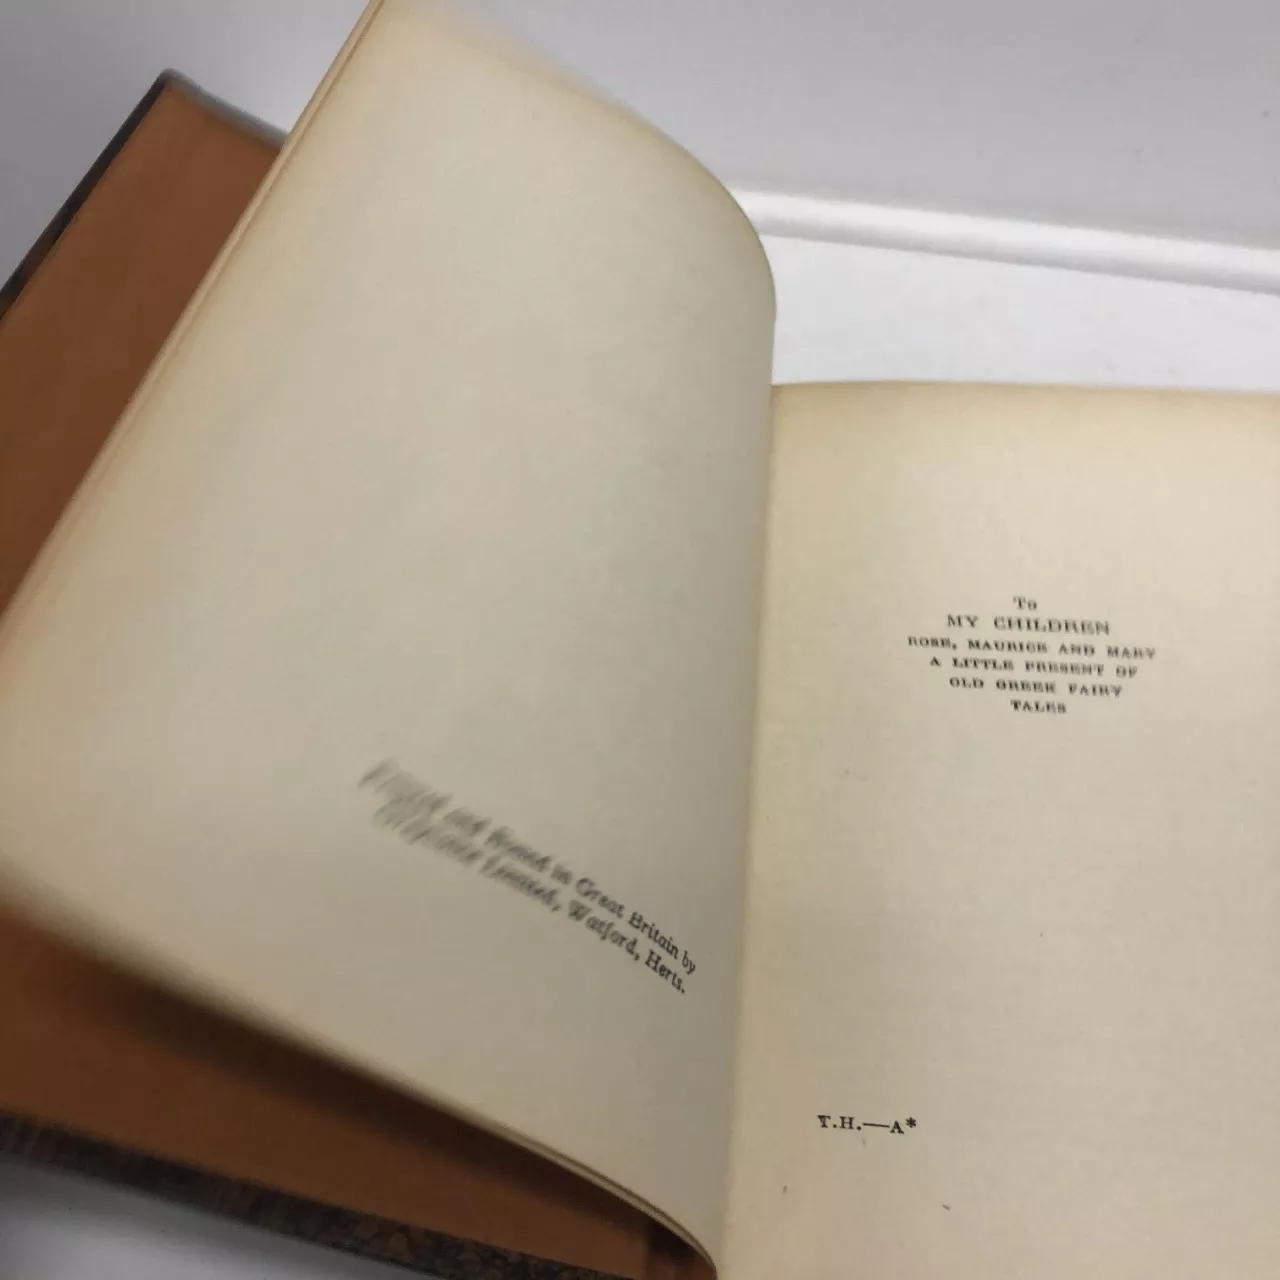 Printed and Bound in Great Britain by
Limited, Watford, Herts.
To
MY CHILDREN
ROSE, MAURICE AND MARY
A LITTLE PRESENT OF
OLD GREEK FAIRY
TALES
T.H.—A*